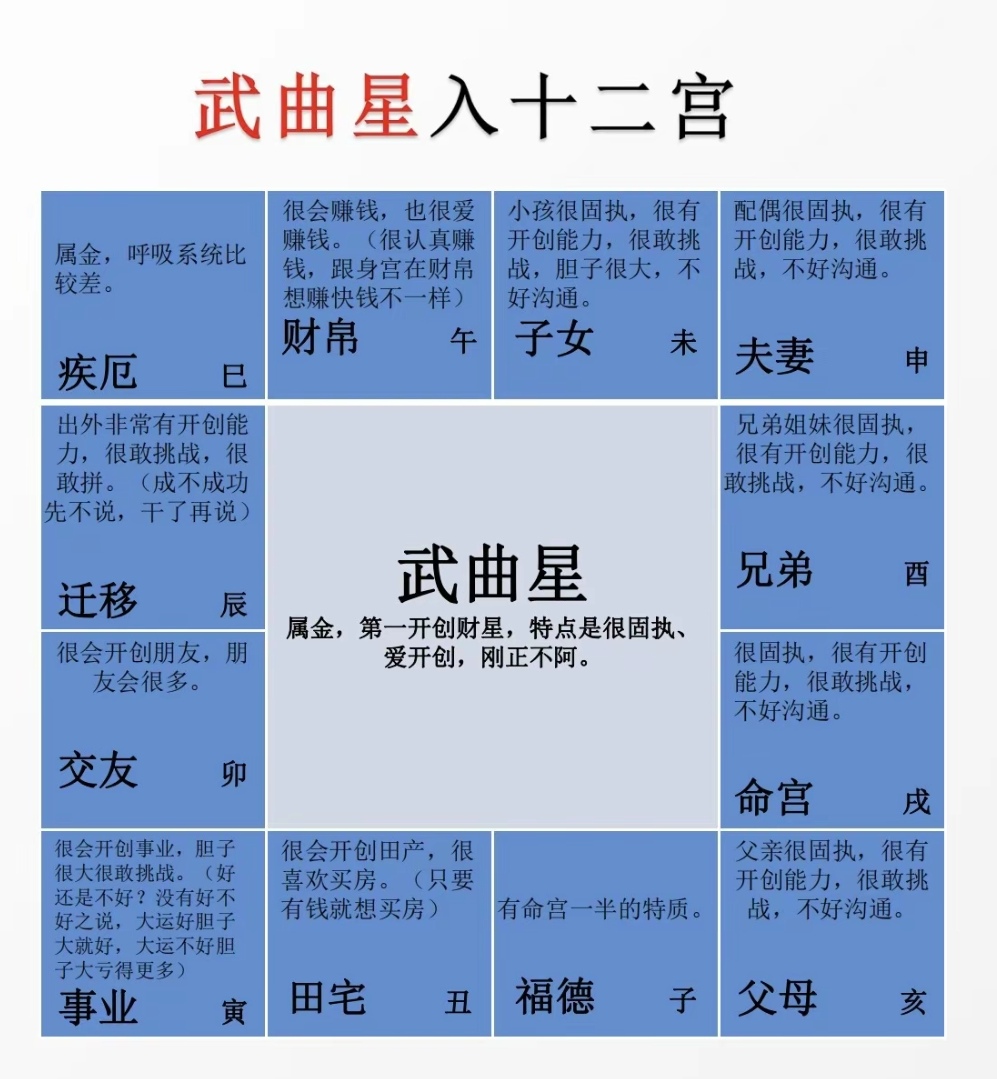 武曲星入十二宫
属金，呼吸系统比
较差。
疾厄 巳
很会赚钱，也很爱
赚钱。（很认真赚
钱，跟身宫在财帛
想赚快钱不一样）
财帛 午
小孩很固执，很有
开创能力，很敢挑
战，胆子很大，不
好沟通。
子女 未
配偶很固执，很有
开创能力，很敢挑
战，不好沟通。
夫妻 申
出外非常有开创能
力，很敢挑战，很
敢拼。（成不成功
先不说，干了再说）
迁移 辰
武曲星
属金，第一开创财星，特点是很固执、
爱开创，刚正不阿。
兄弟姐妹很固执，
很有开创能力，很
敢挑战，不好沟通。
兄弟 酉
很会开创朋友，朋
友会很多。
交友 卯
很固执，很有开创
能力，很敢挑战，
不好沟通。
命宫 戌
很会开创事业，胆子
很大很敢挑战。（好
还是不好？没有好不
好之说，大运好胆子
大就好，大运不好胆
子大亏得更多）
事业 寅
很会开创田产，很
喜欢买房。（只要
有钱就想买房）
田宅 丑
有命宫一半的特质。
福德 子
父亲很固执，很有
开创能力，很敢挑
战，不好沟通。
父母 亥